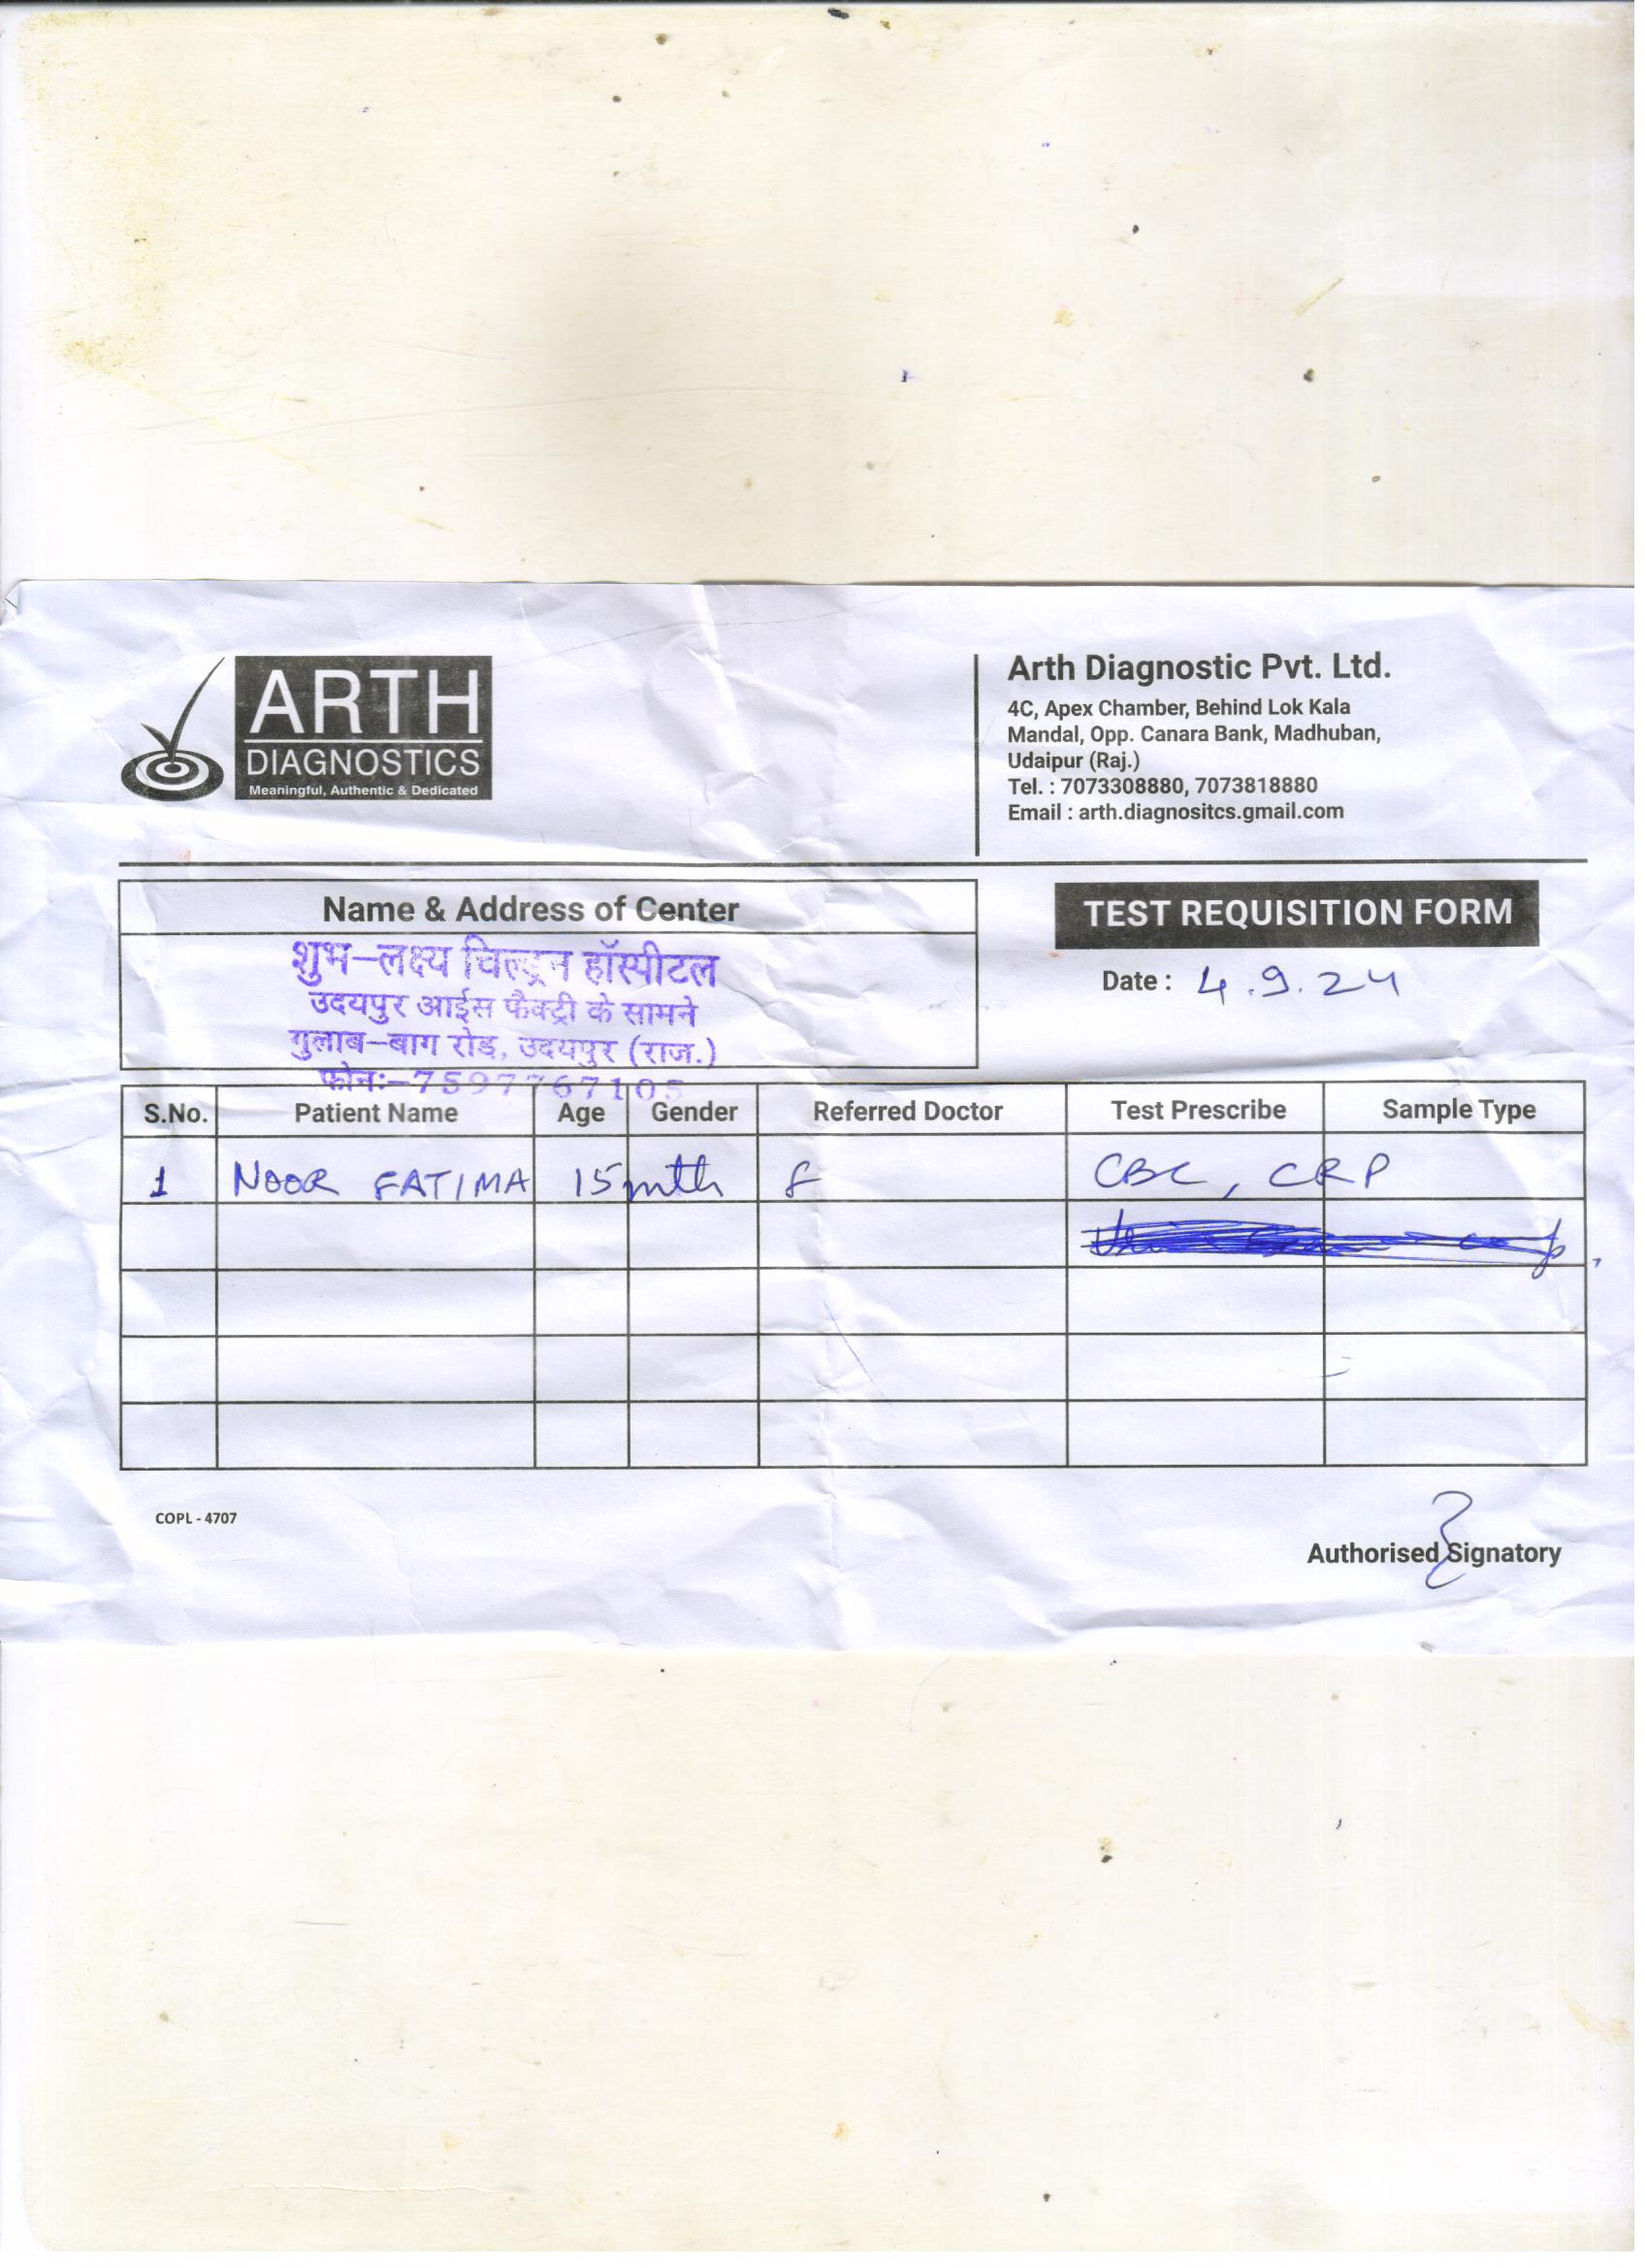 ARTH
DIAGNOSTICS
Meaningful, Authentic & Dedicated
Arth Diagnostic Pvt. Ltd.
4C, Apex Chamber, Behind Lok Kala
Mandal, Opp. Canara Bank, Madhuban,
Udaipur (Raj.)
Tel. : 7073308880, 7073818880
Email : arth.diagnositcs.gmail.com
Name & Address of Center
शुभ-लक्ष्य चिल्ड्रन हॉस्पीटल
उदयपुर आईस फैक्ट्री के सामने
गुलाब-बाग रोड, उदयपुर (राज.)
फोनः-7597767105
TEST REQUISITION FORM
Date : 4.9.24
S.No. Patient Name Age Gender Referred Doctor Test Prescribe Sample Type
1 NOOR FATIMA 15 mth f CBC, CRP
COPL - 4707
Authorised Signatory